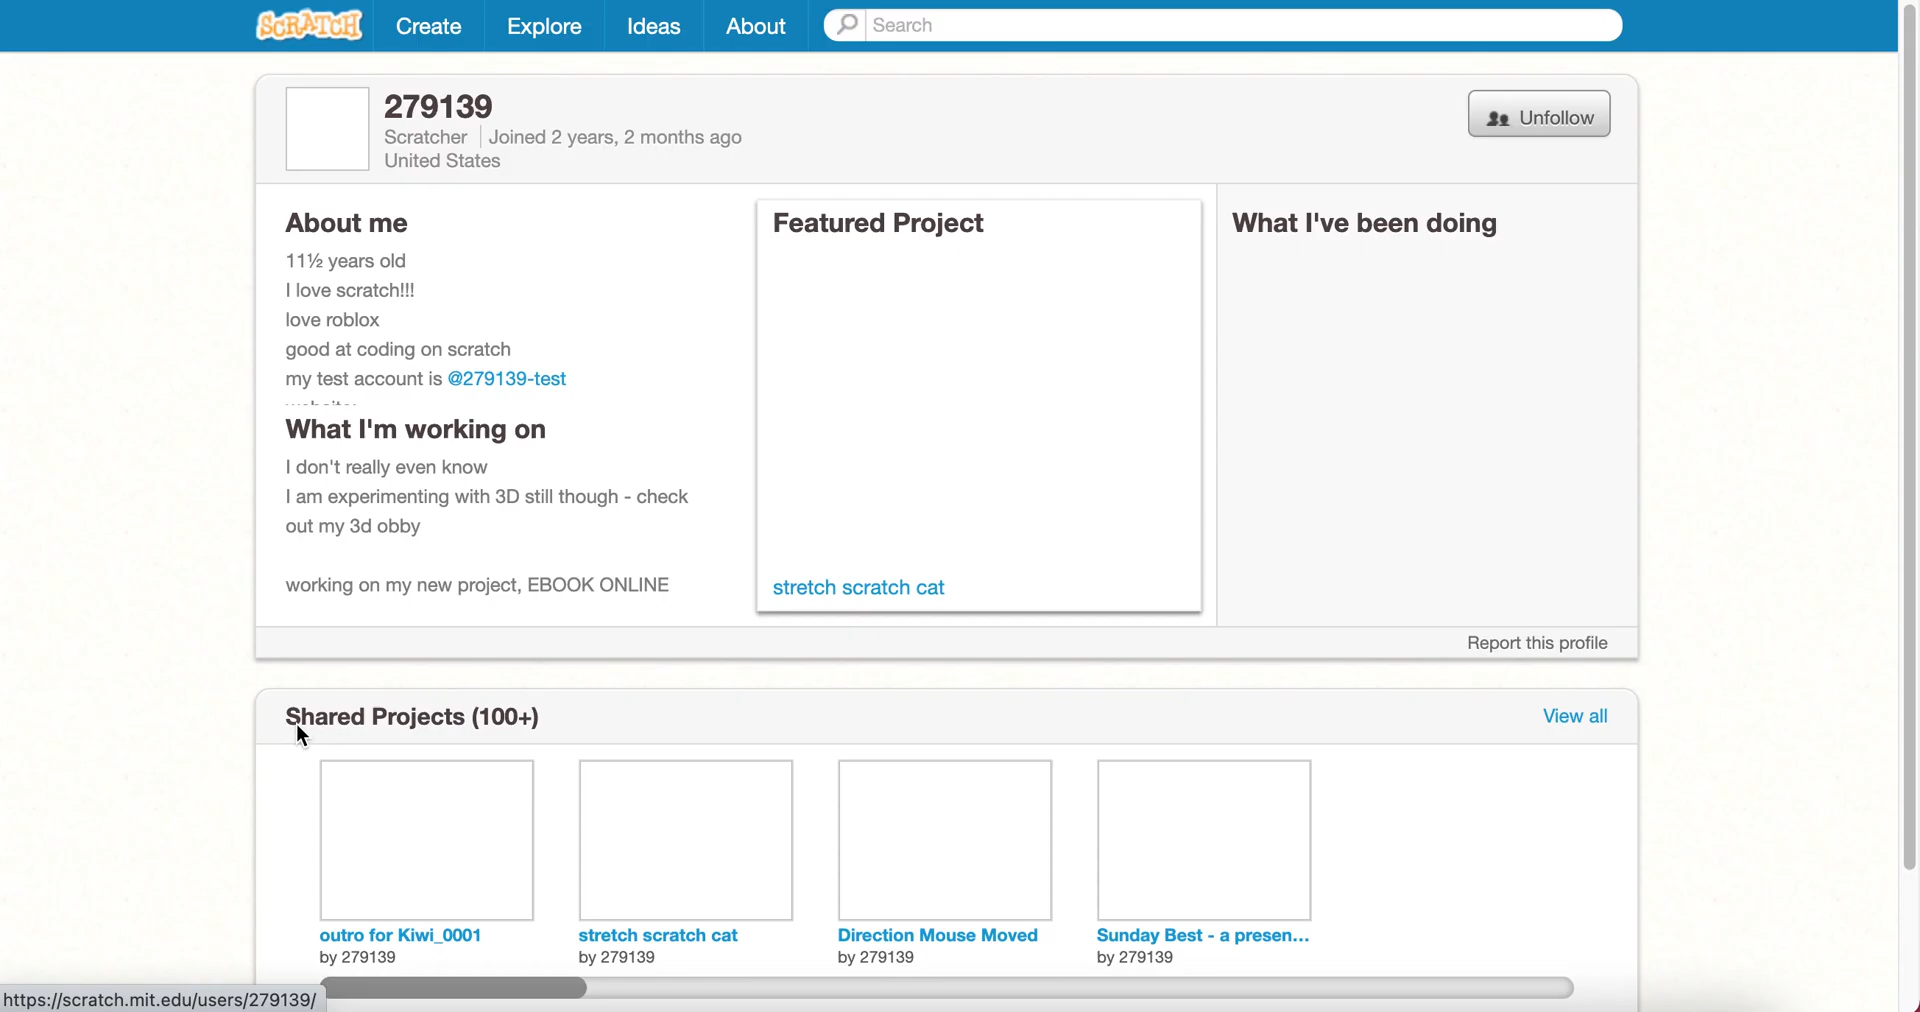 SCRATCH Create Explore Ideas About Search
279139
Unfollow
Scratcher Joined 2 years, 2 months ago
United States
About me
11½ years old
I love scratch!!!
love roblox
good at coding on scratch
my test account is @279139-test
What I'm working on
I don't really even know
I am experimenting with 3D still though - check
out my 3d obby
working on my new project, EBOOK ONLINE
Featured Project
stretch scratch cat
What I've been doing
Report this profile
Shared Projects (100+)
View all
outro for Kiwi_0001
by 279139
stretch scratch cat
by 279139
Direction Mouse Moved
by 279139
Sunday Best - a presen...
by 279139
https://scratch.mit.edu/users/279139/